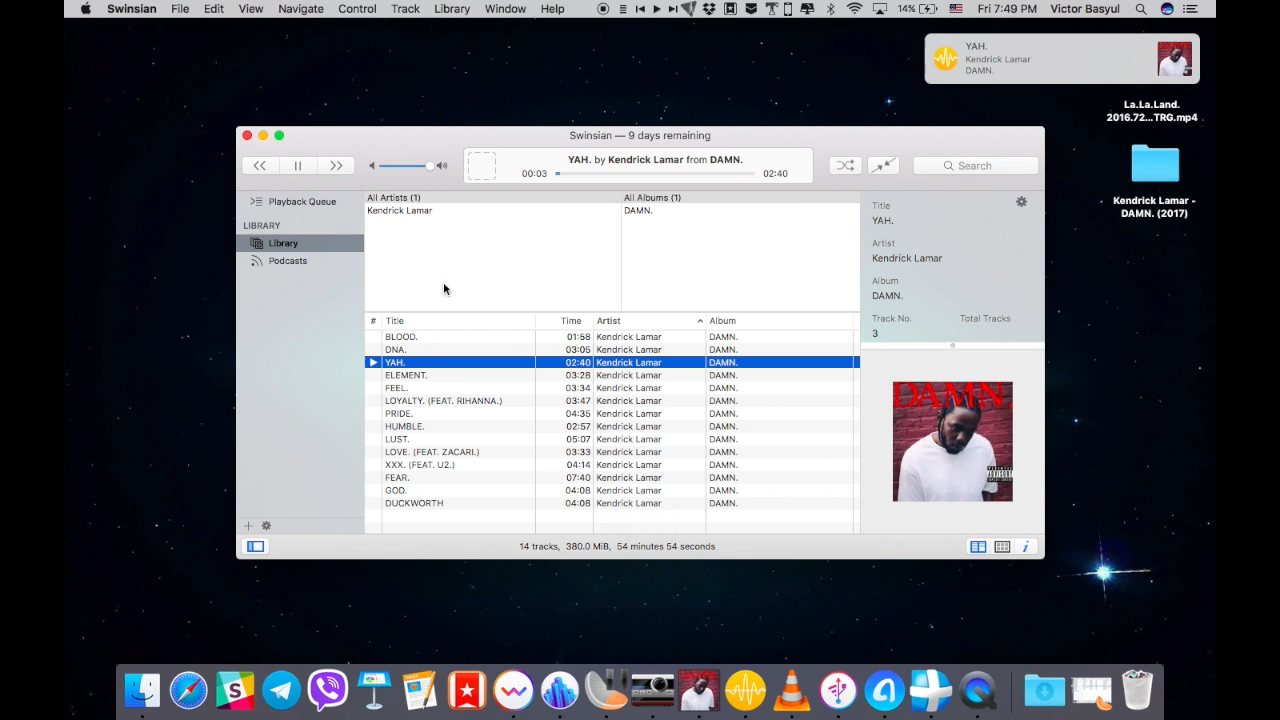 Swinsian File Edit View Navigate Control Track Library Window Help 14% Fri 7:49 PM Victor Basyul
YAH.
Kendrick Lamar
DAMN.
La.La.Land.
2016.72...TRG.mp4
Kendrick Lamar -
DAMN. (2017)
Swinsian — 9 days remaining
YAH. by Kendrick Lamar from DAMN.
00:03 02:40
Search
Playback Queue
LIBRARY
Library
Podcasts
All Artists (1) All Albums (1)
Kendrick Lamar DAMN.
# Title Time Artist Album
BLOOD. 01:58 Kendrick Lamar DAMN.
DNA. 03:05 Kendrick Lamar DAMN.
YAH. 02:40 Kendrick Lamar DAMN.
ELEMENT. 03:28 Kendrick Lamar DAMN.
FEEL. 03:34 Kendrick Lamar DAMN.
LOYALTY. (FEAT. RIHANNA.) 03:47 Kendrick Lamar DAMN.
PRIDE. 04:35 Kendrick Lamar DAMN.
HUMBLE. 02:57 Kendrick Lamar DAMN.
LUST. 05:07 Kendrick Lamar DAMN.
LOVE. (FEAT. ZACARI.) 03:33 Kendrick Lamar DAMN.
XXX. (FEAT. U2.) 04:14 Kendrick Lamar DAMN.
FEAR. 07:40 Kendrick Lamar DAMN.
GOD. 04:08 Kendrick Lamar DAMN.
DUCKWORTH 04:08 Kendrick Lamar DAMN.
Title
YAH.
Artist
Kendrick Lamar
Album
DAMN.
Track No. Total Tracks
3
DAMN.
14 tracks, 380.0 MiB, 54 minutes 54 seconds